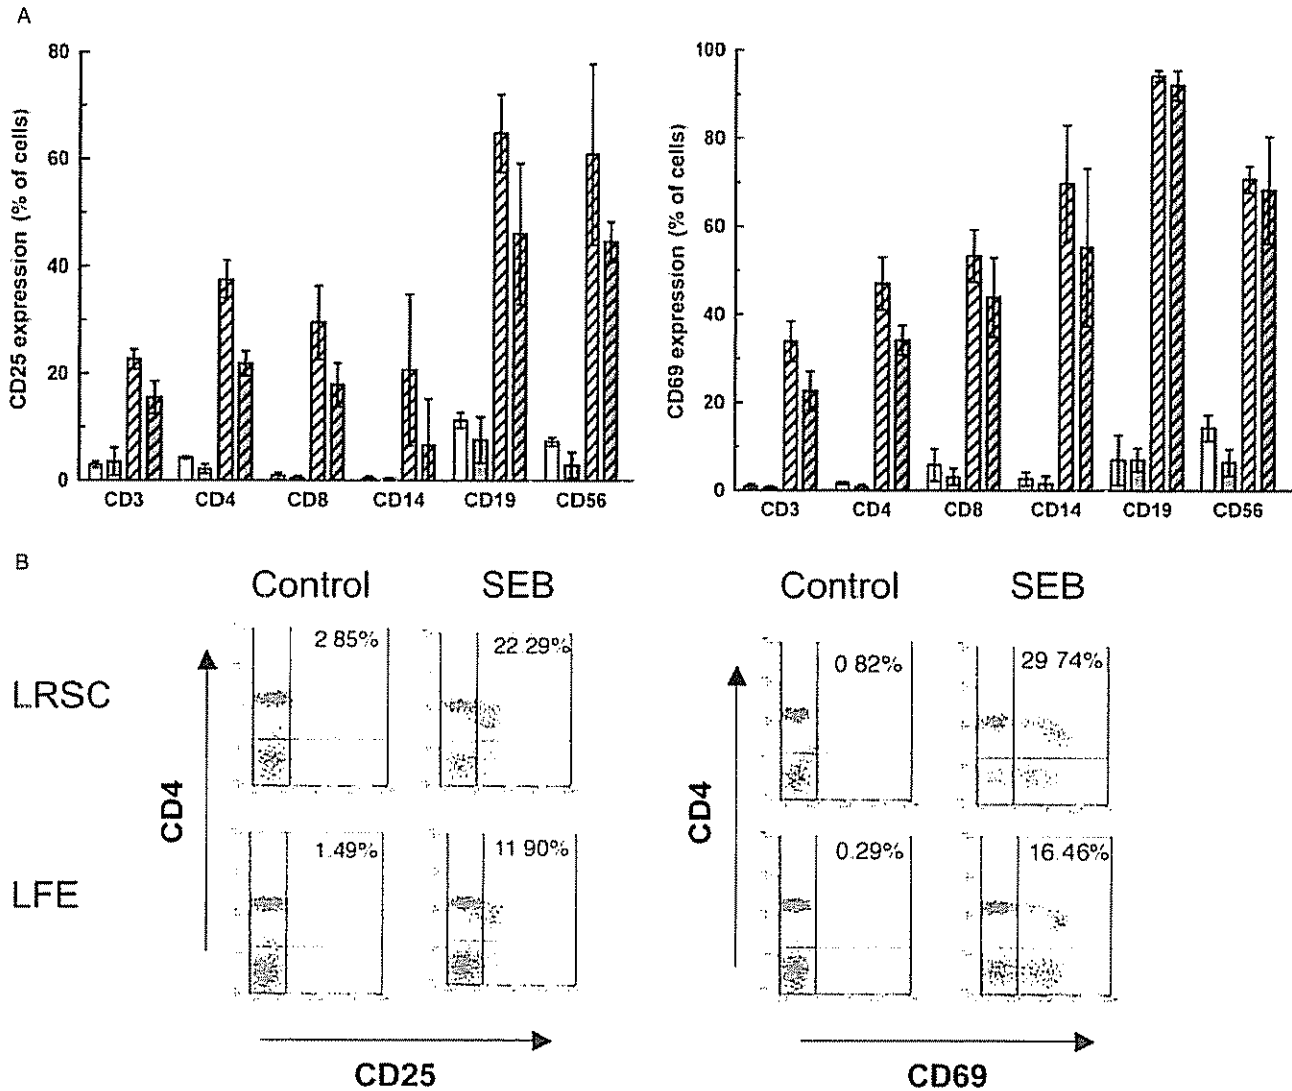 A
CD25 expression (% of cells)
80
60
40
20
0
CD3 CD4 CD8 CD14 CD19 CD56
CD69 expression (% of cells)
100
80
60
40
20
0
CD3 CD4 CD8 CD14 CD19 CD56
B
Control SEB Control SEB
LRSC
2 85% 22 29% 0 82% 29 74%
CD4 CD4
LFE
1.49% 11 90% 0.29% 16.46%
CD25 CD69